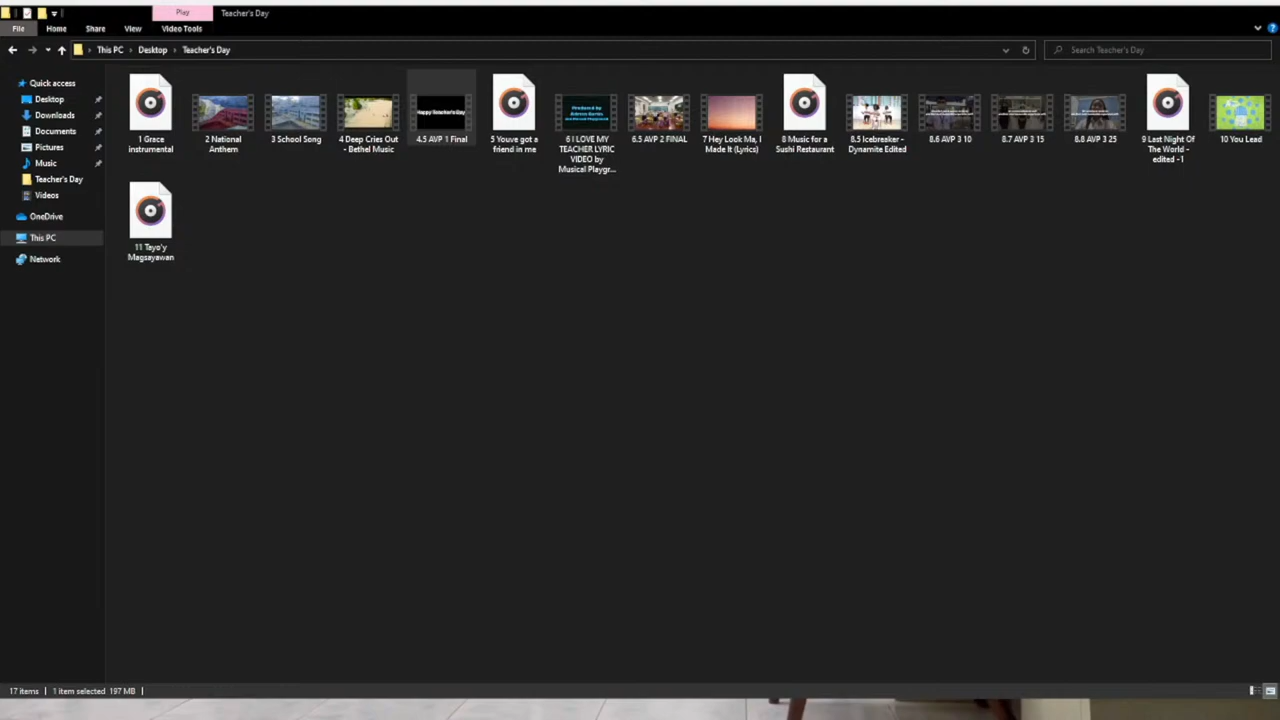 Play
Teacher's Day
File
Home
Share
View
Video Tools
This PC
Desktop
Teacher's Day
Search Teacher's Day
Quick access
Desktop
Downloads
Documents
Pictures
Music
Teacher's Day
Videos
OneDrive
This PC
Network
1 Grace
instrumental
2 National
Anthem
3 School Song
4 Deep Cries Out
- Bethel Music
Happy Teacher's Day
4.5 AVP 1 Final
5 Youve got a
friend in me
Produced by
6 I LOVE MY
TEACHER LYRIC
VIDEO by
Musical Playgr...
6.5 AVP 2 FINAL
7 Hey Look Ma, I
Made It (Lyrics)
8 Music for a
Sushi Restaurant
8.5 Icebreaker -
Dynamite Edited
8.6 AVP 3 10
8.7 AVP 3 15
8.8 AVP 3 25
9 Last Night Of
The World -
edited -1
10 You Lead
11 Tayo'y
Magsayawan
17 items
1 item selected 197 MB